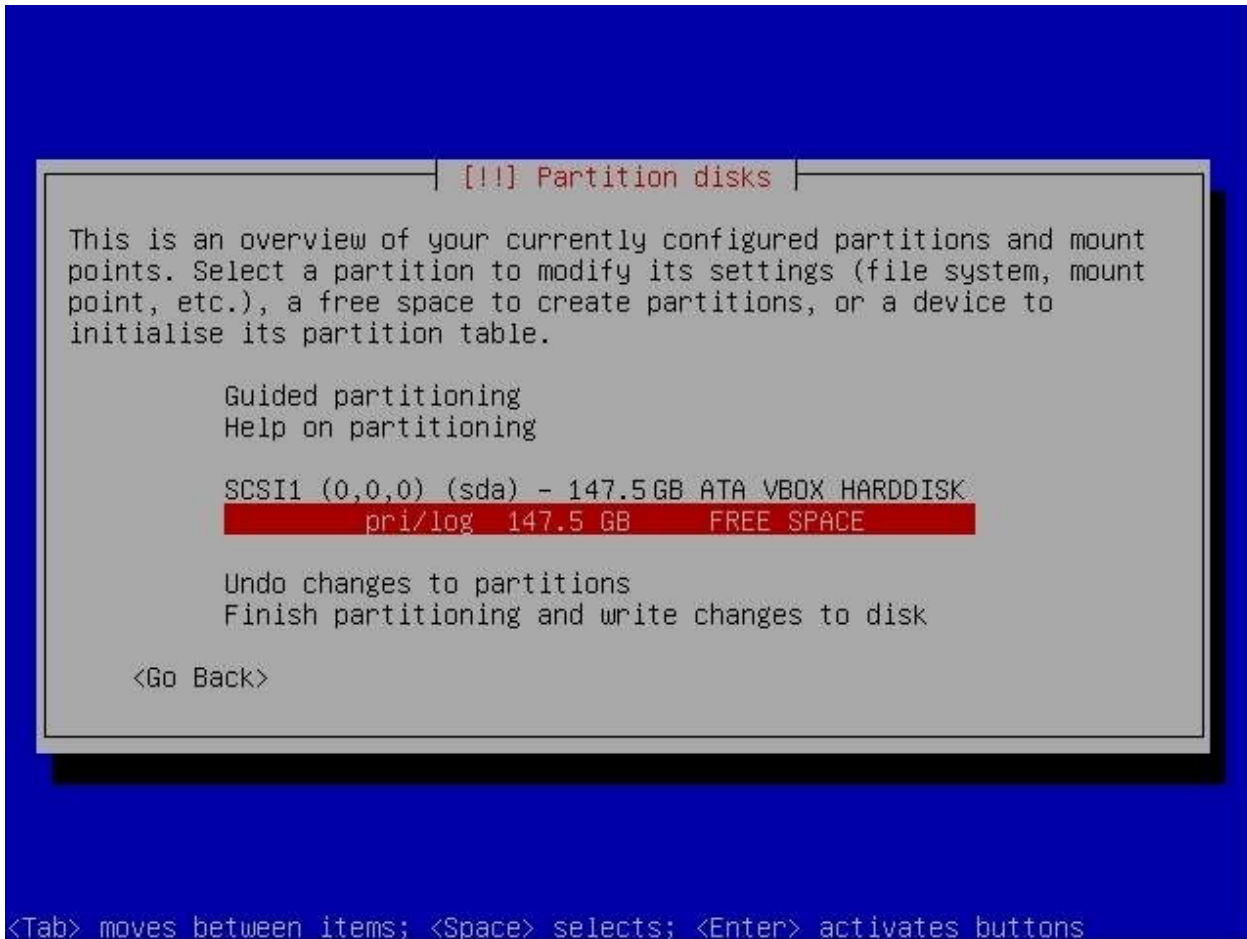 [!!] Partition disks
This is an overview of your currently configured partitions and mount
points. Select a partition to modify its settings (file system, mount
point, etc.), a free space to create partitions, or a device to
initialise its partition table.
Guided partitioning
Help on partitioning
SCSI1 (0,0,0) (sda) - 147.5 GB ATA VBOX HARDDISK
pri/log 147.5 GB FREE SPACE
Undo changes to partitions
Finish partitioning and write changes to disk
<Go Back>
<Tab> moves between items; <Space> selects; <Enter> activates buttons